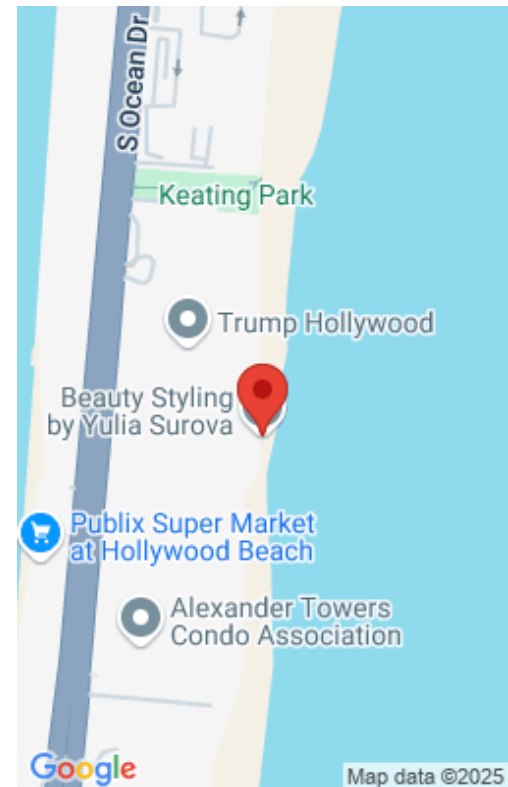 S Ocean Dr
Keating Park
Trump Hollywood
Beauty Styling
by Yulia Surova
Publix Super Market
at Hollywood Beach
Alexander Towers
Condo Association
Google
Map data ©2025